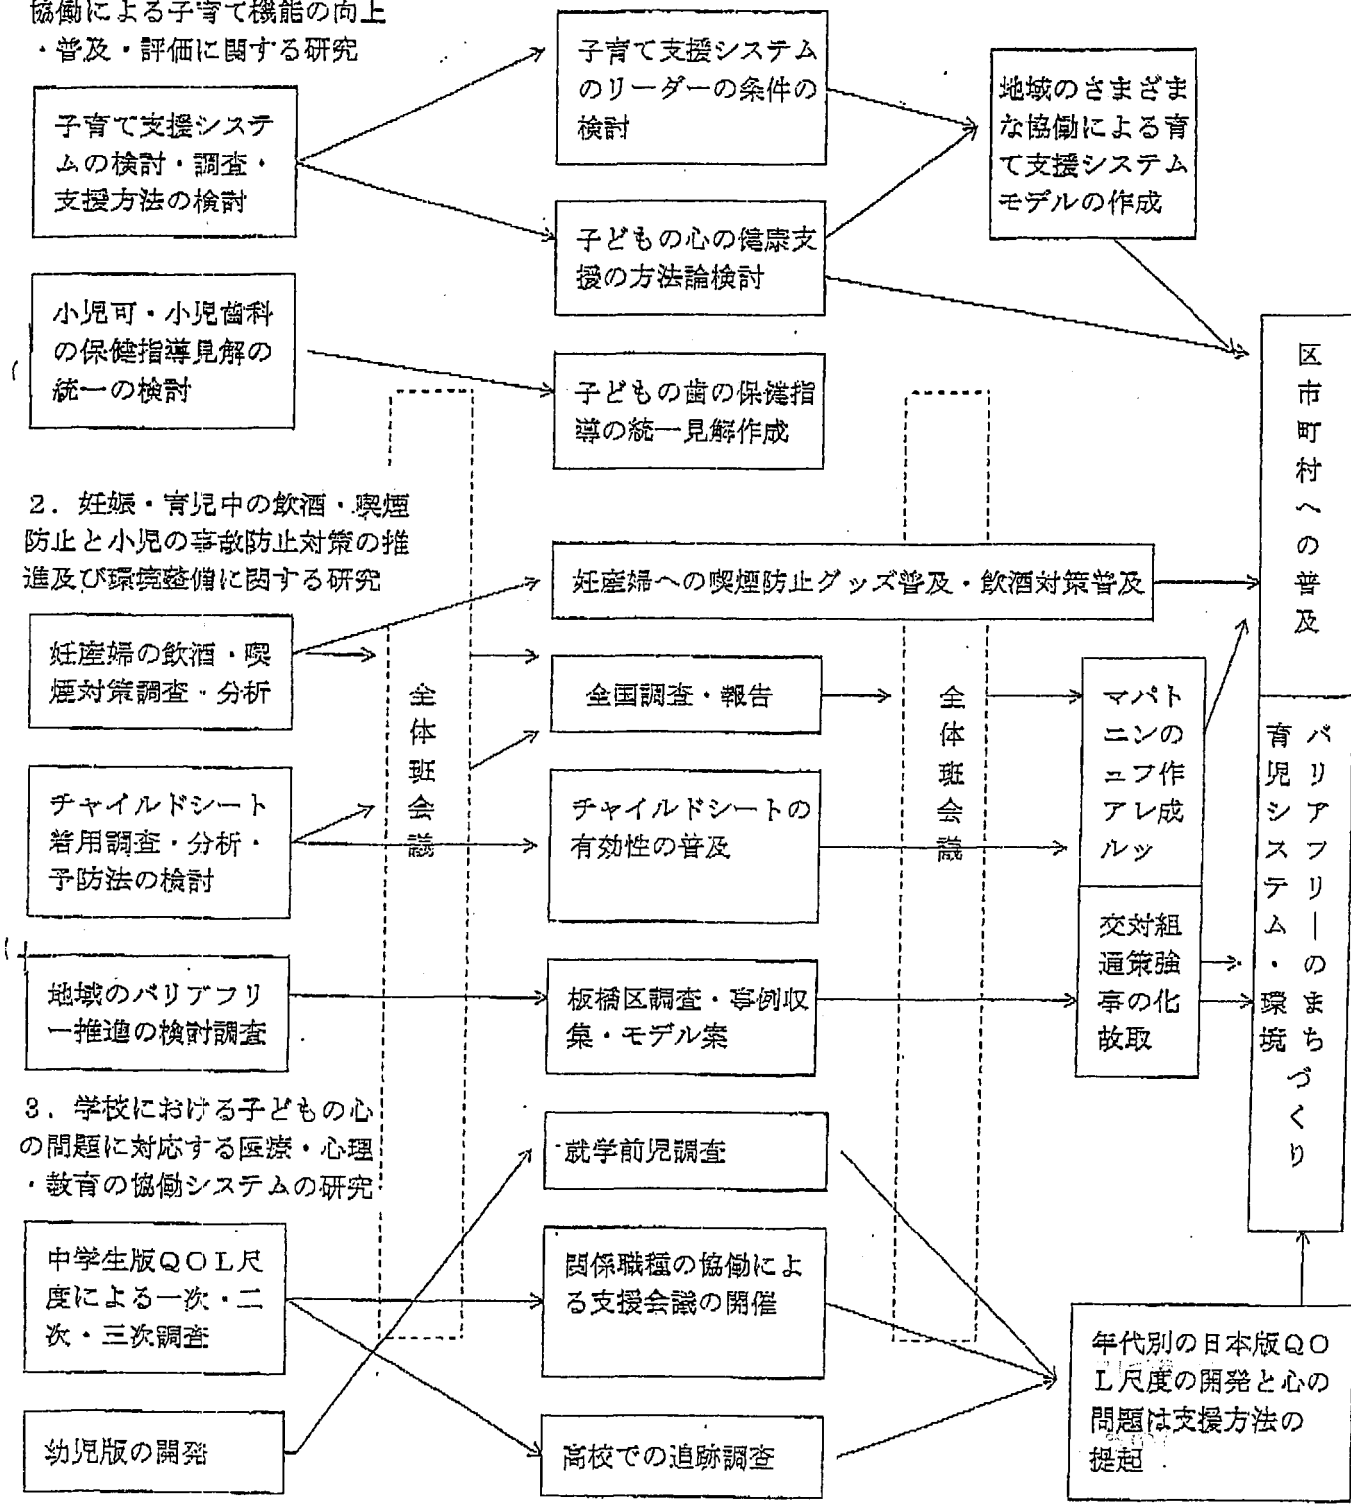 協働による子育て機能の向上
・普及・評価に関する研究
子育て支援システ
ムの検討・調査・
支援方法の検討
子育て支援システム
のリーダーの条件の
検討
地域のさまざま
な協働による育
て支援システム
モデルの作成
子どもの心の健康支
援の方法論検討
小児可・小児歯科
の保健指導見解の
統一の検討
子どもの歯の保健指
導の統一見解作成
区市町村への普及
2．妊娠・育児中の飲酒・喫煙
防止と小児の事故防止対策の推
進及び環境整備に関する研究
妊産婦への喫煙防止グッズ普及・飲酒対策普及
妊産婦の飲酒・喫
煙対策調査・分析
全体班会議
全国調査・報告
全体班会議
マニュアル
パンフレッ
トの作成
バリアフリーのまちづくり
育児システム・環境
チャイルドシート
着用調査・分析・
予防法の検討
チャイルドシートの
有効性の普及
交通事故
対策の取
組強化
地域のバリアフリ
ー推進の検討調査
板橋区調査・事例収
集・モデル案
3．学校における子どもの心
の問題に対応する医療・心理
・教育の協働システムの研究
就学前児調査
中学生版QOL尺
度による一次・二
次・三次調査
関係職種の協働によ
る支援会議の開催
年代別の日本版QO
L尺度の開発と心の
問題は支援方法の
提起
幼児版の開発
高校での追跡調査